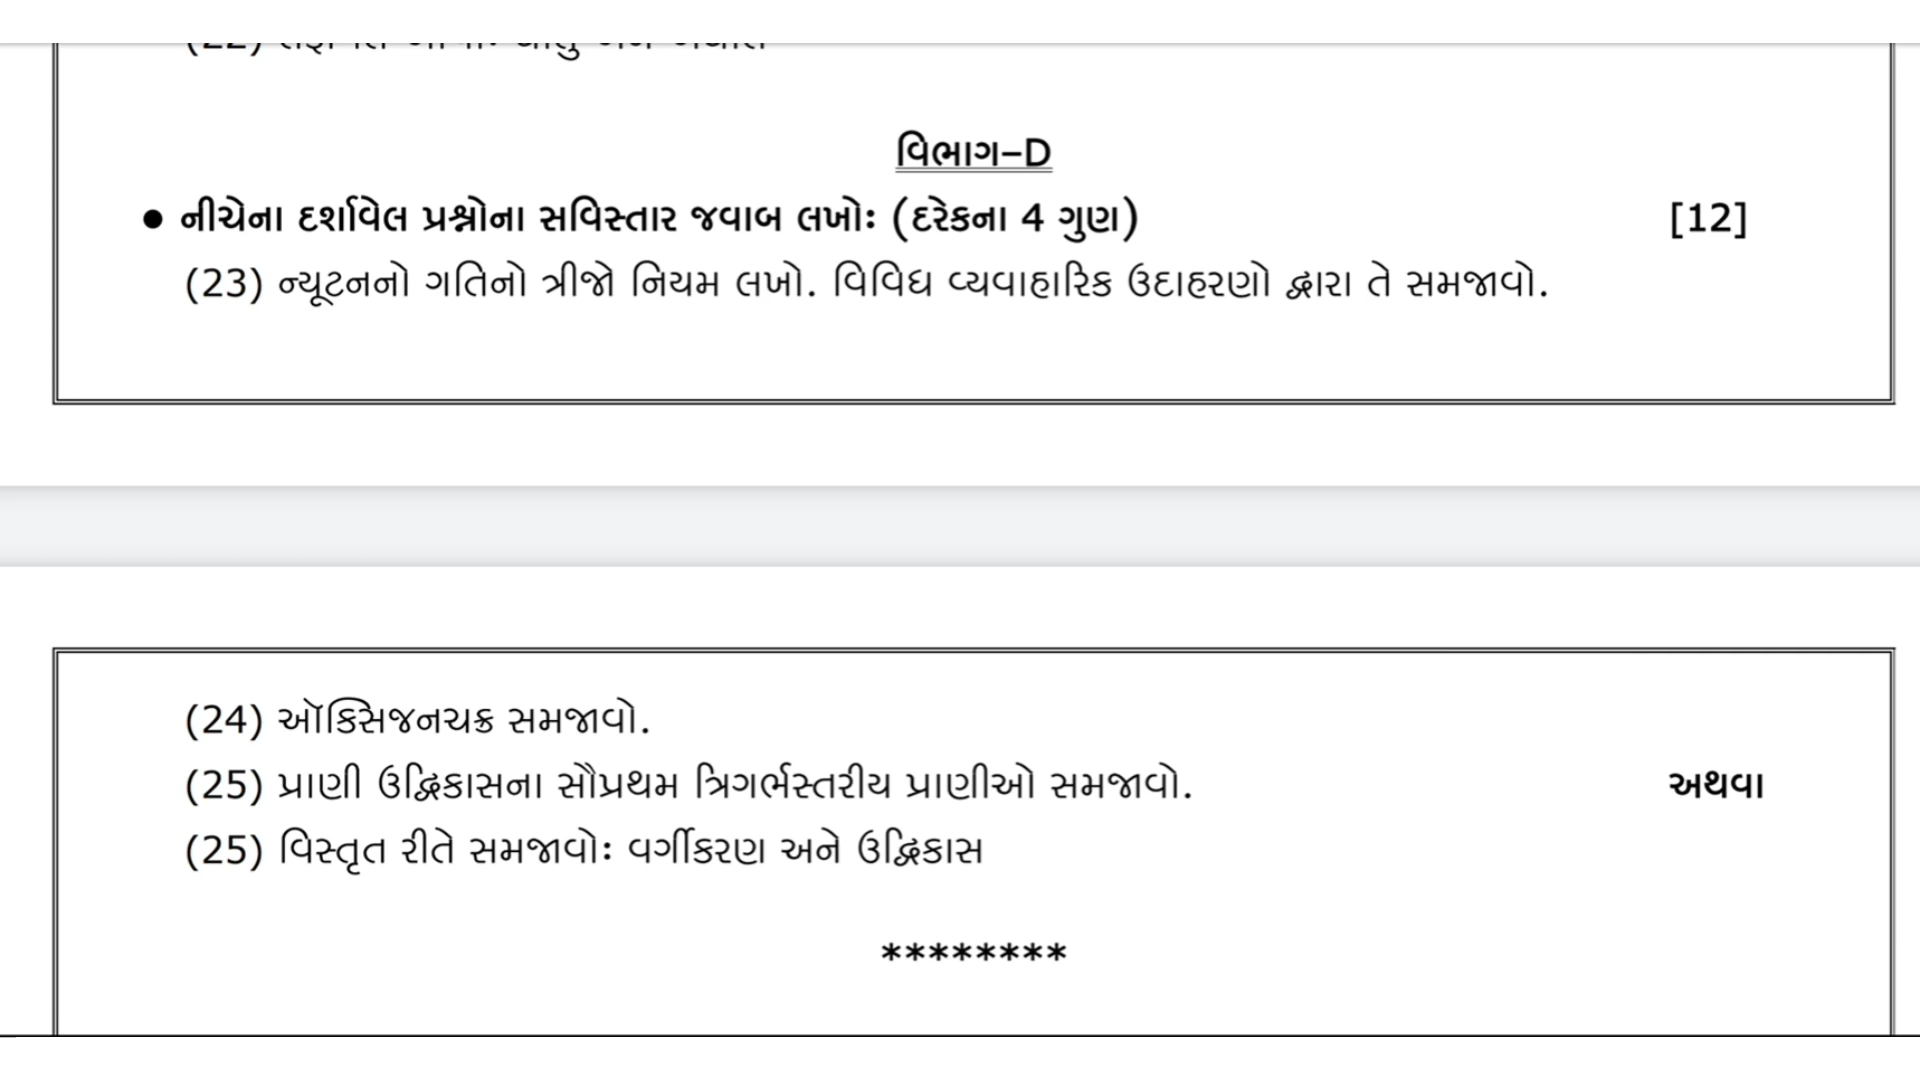 વિભાગ–D
● નીચેના દર્શાવેલ પ્રશ્નોના સવિસ્તાર જવાબ લખોઃ (દરેકના 4 ગુણ) [12]
(23) ન્યૂટનનો ગતિનો ત્રીજો નિયમ લખો. વિવિધ વ્યવાહારિક ઉદાહરણો દ્વારા તે સમજાવો.
(24) ઑક્સિજનચક્ર સમજાવો.
(25) પ્રાણી ઉદ્વિકાસના સૌપ્રથમ ત્રિગર્ભસ્તરીય પ્રાણીઓ સમજાવો. અથવા
(25) વિસ્તૃત રીતે સમજાવોઃ વર્ગીકરણ અને ઉદ્વિકાસ
********